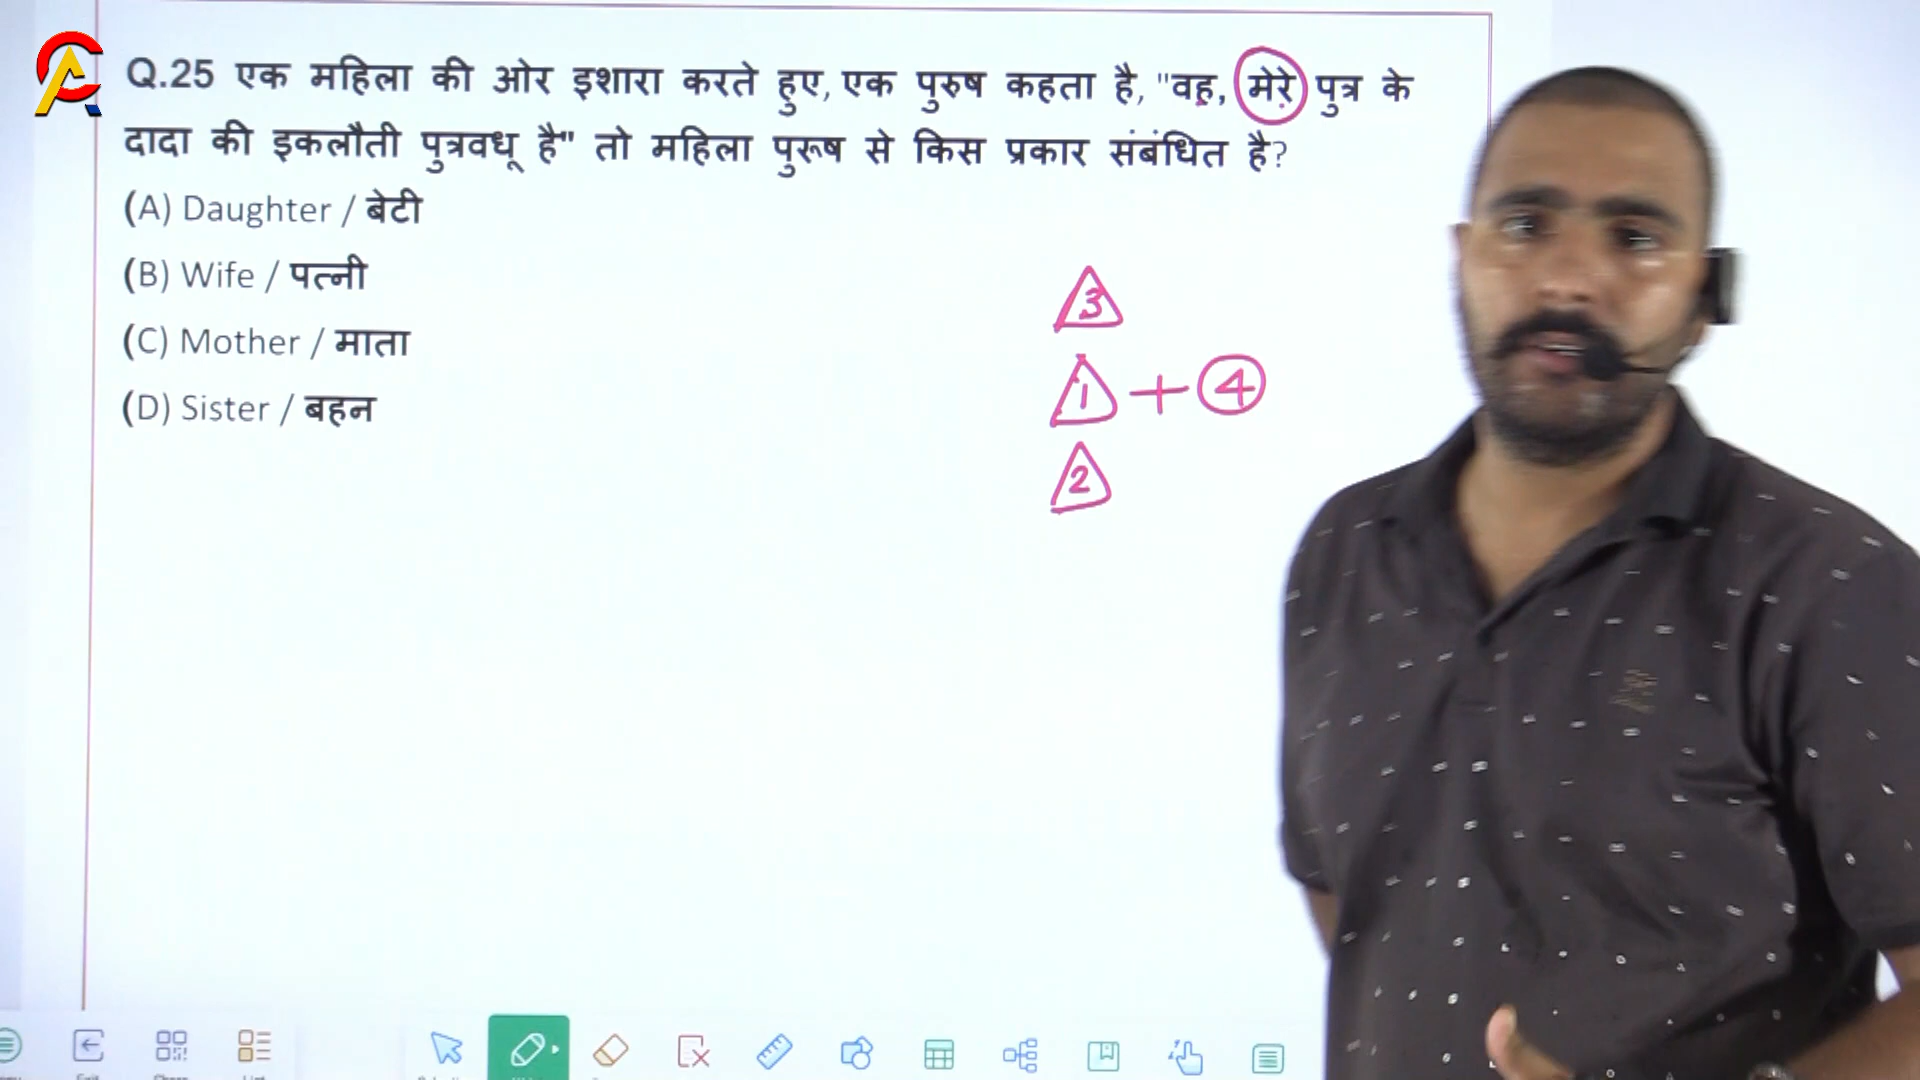 Q.25 एक महिला की ओर इशारा करते हुए, एक पुरुष कहता है, "वह, मेरे पुत्र के
दादा की इकलौती पुत्रवधू है" तो महिला पुरूष से किस प्रकार संबंधित है?
(A) Daughter / बेटी
(B) Wife / पत्नी
(C) Mother / माता
(D) Sister / बहन
3
1 + 4
2